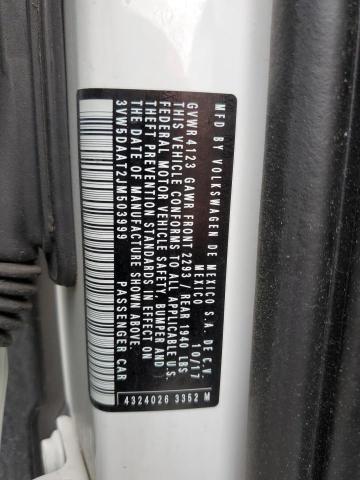 MFD BY VOLKSWAGEN DE MEXICO S.A. DE C.V.
MEXICO 10/17
GVWR 4123 GAWR FRONT 2293 / REAR 1940 LBS
THIS VEHICLE CONFORMS TO ALL APPLICABLE U.S.
FEDERAL MOTOR VEHICLE SAFETY, BUMPER AND
THEFT PREVENTION STANDARDS IN EFFECT ON
THE DATE OF MANUFACTURE SHOWN ABOVE.
3VW5DAAT2JM503999 PASSENGER CAR
4324026 3352 M